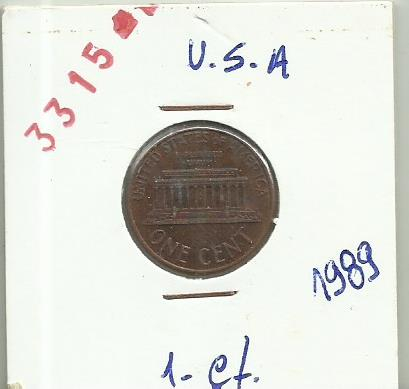 3315
U.S.A
UNITED STATES OF AMERICA
ONE CENT
1989
1- ct.